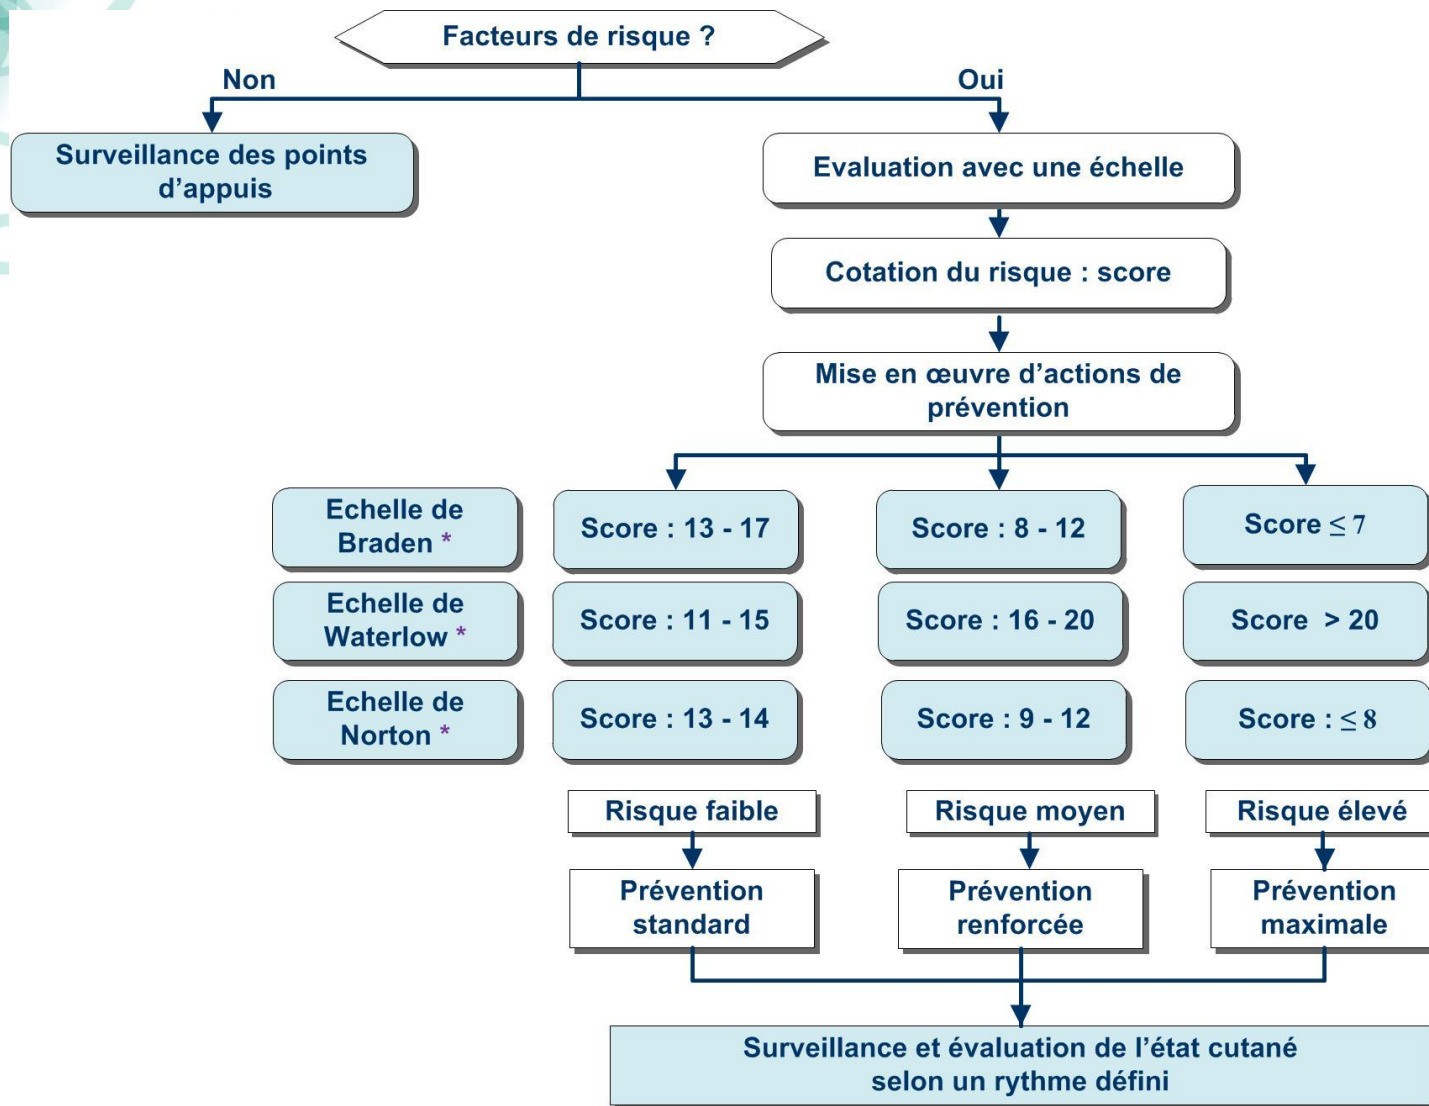 Facteurs de risque ?
Non
Oui
Surveillance des points
d’appuis
Evaluation avec une échelle
Cotation du risque : score
Mise en œuvre d’actions de
prévention
Echelle de
Braden *
Score : 13 - 17
Score : 8 - 12
Score ≤ 7
Echelle de
Waterlow *
Score : 11 - 15
Score : 16 - 20
Score > 20
Echelle de
Norton *
Score : 13 - 14
Score : 9 - 12
Score : ≤ 8
Risque faible
Risque moyen
Risque élevé
Prévention
standard
Prévention
renforcée
Prévention
maximale
Surveillance et évaluation de l’état cutané
selon un rythme défini